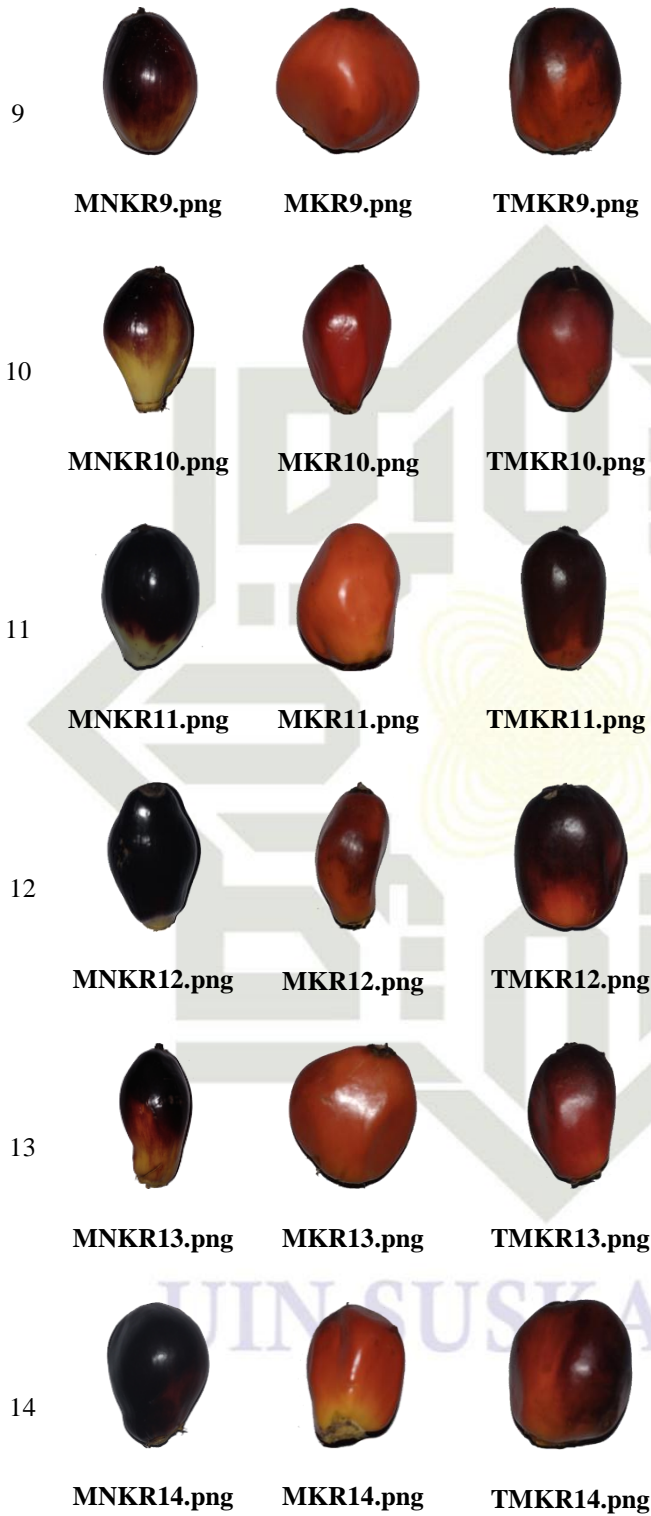 9
MNKR9.png MKR9.png TMKR9.png
10
MNKR10.png MKR10.png TMKR10.png
11
MNKR11.png MKR11.png TMKR11.png
12
MNKR12.png MKR12.png TMKR12.png
13
MNKR13.png MKR13.png TMKR13.png
UIN SUSKA
14
MNKR14.png MKR14.png TMKR14.png